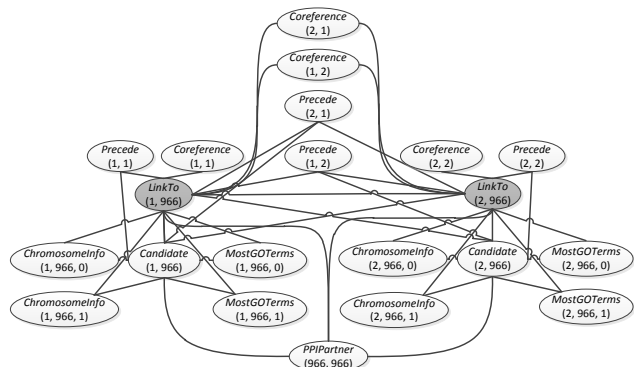 Coreference
(2, 1)
Coreference
(1, 2)
Precede
(2, 1)
Precede
(1, 1)
Coreference
(1, 1)
Precede
(1, 2)
Coreference
(2, 2)
Precede
(2, 2)
LinkTo
(1, 966)
LinkTo
(2, 966)
ChromosomeInfo
(1, 966, 0)
Candidate
(1, 966)
MostGOTerms
(1, 966, 0)
ChromosomeInfo
(2, 966, 0)
Candidate
(2, 966)
MostGOTerms
(2, 966, 0)
ChromosomeInfo
(1, 966, 1)
MostGOTerms
(1, 966, 1)
ChromosomeInfo
(2, 966, 1)
MostGOTerms
(2, 966, 1)
PPIPartner
(966, 966)